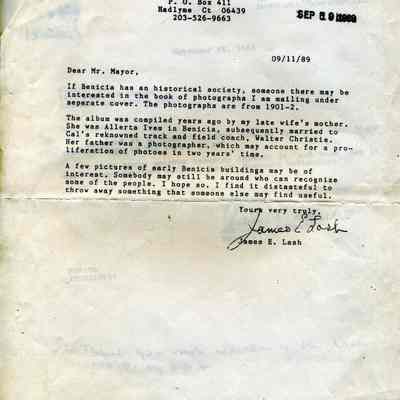 P. O. Box 411
Hadlyme Ct 06439
203-526-9663
SEP 1989
09/11/89
Dear Mr. Mayor,
If Benicia has an historical society, someone there may be
interested in the book of photographs I am mailing under
separate cover. The photographs are from 1901-2.
The album was compiled years ago by my late wife's mother.
She was Allerta Ives in Benicia, subsequently married to
Cal's reknowned track and field coach, Walter Christie.
Her father was a photographer, which may account for a pro-
liferation of photoes in two years' time.
A few pictures of early Benicia buildings may be of
interest. Somebody may still be around who can recognize
some of the people. I hope so. I find it distasteful to
throw away something that someone else may find useful.
Yours very truly,
James E Lash
James E. Lash